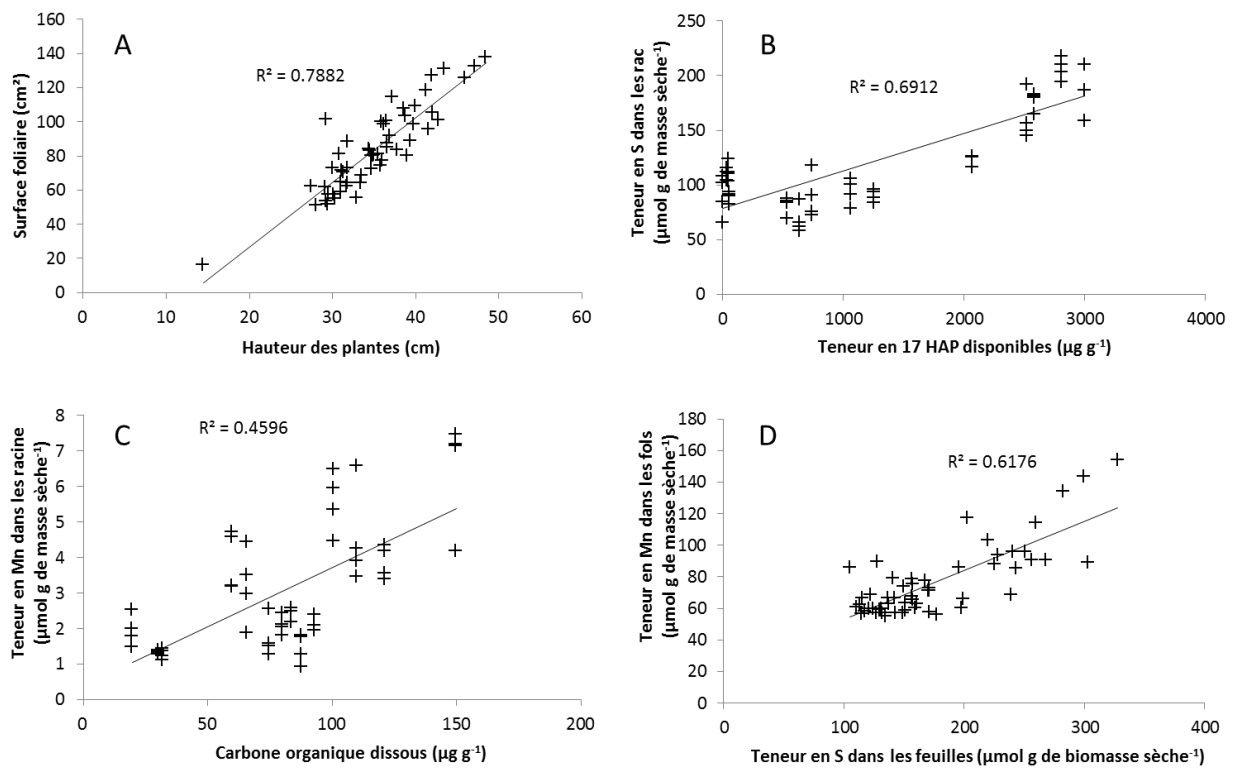 A
R² = 0.7882
Surface foliaire (cm²)
160
140
120
100
80
60
40
20
0
0 10 20 30 40 50 60
Hauteur des plantes (cm)
B
R² = 0.6912
Teneur en S dans les rac
(µmol g de masse sèche⁻¹)
250
200
150
100
50
0
0 1000 2000 3000 4000
Teneur en 17 HAP disponibles (µg g⁻¹)
C
R² = 0.4596
Teneur en Mn dans les racine
(µmol g de masse sèche⁻¹)
8
7
6
5
4
3
2
1
0
0 50 100 150 200
Carbone organique dissous (µg g⁻¹)
D
R² = 0.6176
Teneur en Mn dans les fols
(µmol g de masse sèche⁻¹)
180
160
140
120
100
80
60
40
20
0
0 100 200 300 400
Teneur en S dans les feuilles (µmol g de biomasse sèche⁻¹)